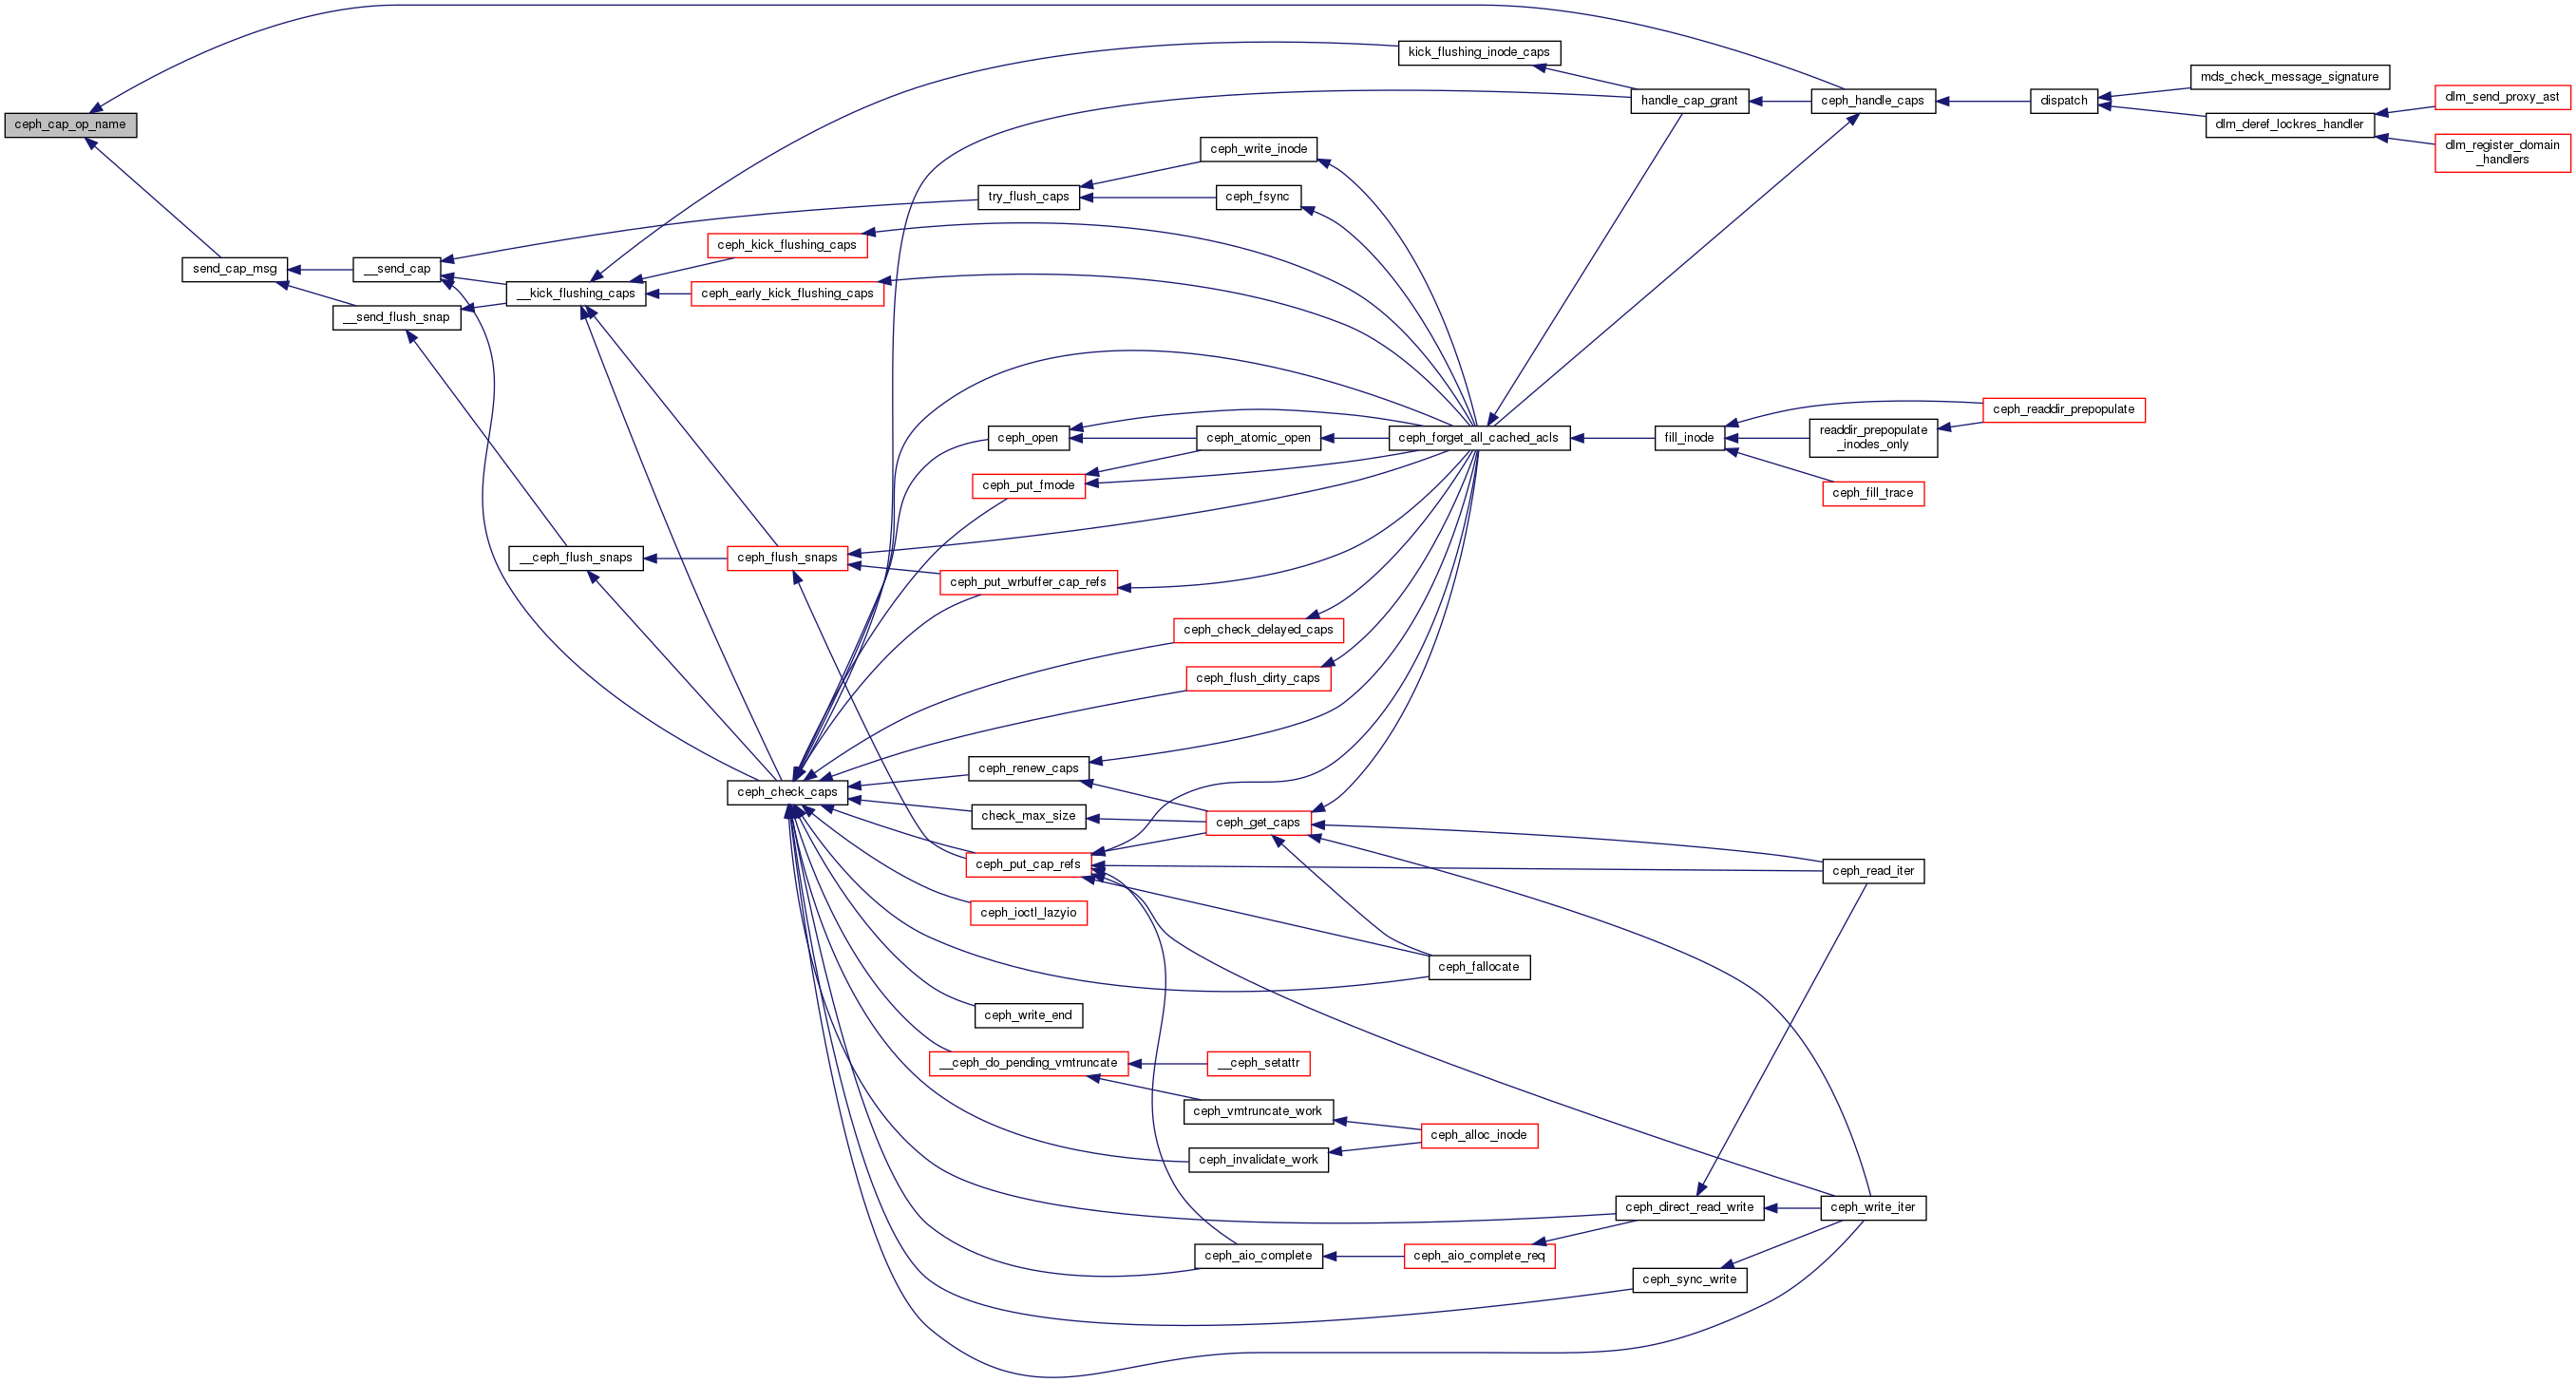 ceph_cap_op_name
send_cap_msg
__send_cap
__send_flush_snap
__kick_flushing_caps
__ceph_flush_snaps
ceph_kick_flushing_caps
ceph_early_kick_flushing_caps
ceph_flush_snaps
ceph_check_caps
try_flush_caps
ceph_open
ceph_put_fmode
ceph_put_wrbuffer_cap_refs
ceph_renew_caps
check_max_size
ceph_put_cap_refs
ceph_ioctl_lazyio
ceph_write_end
__ceph_do_pending_vmtruncate
ceph_write_inode
ceph_fsync
ceph_atomic_open
ceph_check_delayed_caps
ceph_flush_dirty_caps
ceph_get_caps
__ceph_setattr
ceph_vmtruncate_work
ceph_invalidate_work
ceph_aio_complete
kick_flushing_inode_caps
ceph_forget_all_cached_acls
ceph_fallocate
ceph_alloc_inode
ceph_aio_complete_req
handle_cap_grant
fill_inode
ceph_direct_read_write
ceph_sync_write
ceph_handle_caps
readdir_prepopulate
_inodes_only
ceph_fill_trace
ceph_read_iter
ceph_write_iter
dispatch
ceph_readdir_prepopulate
mds_check_message_signature
dlm_deref_lockres_handler
dlm_send_proxy_ast
dlm_register_domain
_handlers